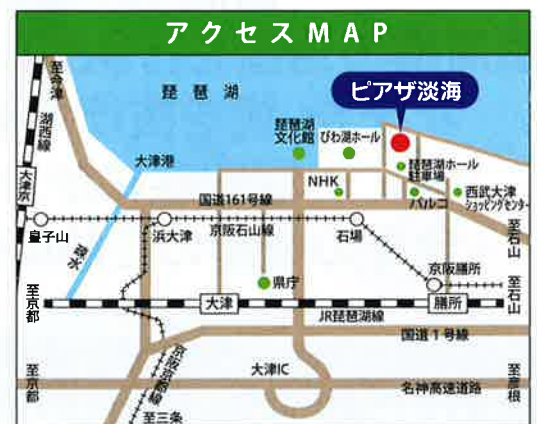 アクセスMAP
至今津
湖西線
大津京
琵琶湖
ピアザ淡海
琵琶湖
文化館
びわ湖ホール
大津港
琵琶湖ホール
駐車場
NHK
パルコ
西武大津
ショッピングセンター
国道161号線
皇子山
浜大津
京阪石山線
石場
至石山
疎水
県庁
京阪膳所
至石山
至京都
大津
膳所
JR琵琶湖線
国道1号線
至京都
京阪京都線
大津IC
名神高速道路
至彦根
至三条